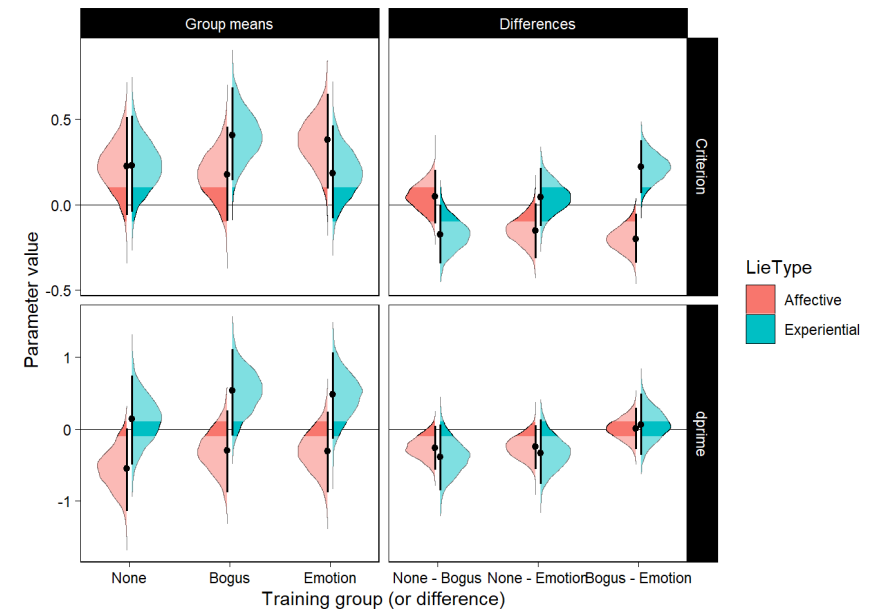 Group means
Differences
0.5
0.0
-0.5
Criterion
1
0
-1
dprime
Parameter value
None
Bogus
Emotion
None - Bogus
None - Emotion
Bogus - Emotion
Training group (or difference)
LieType
Affective
Experiential